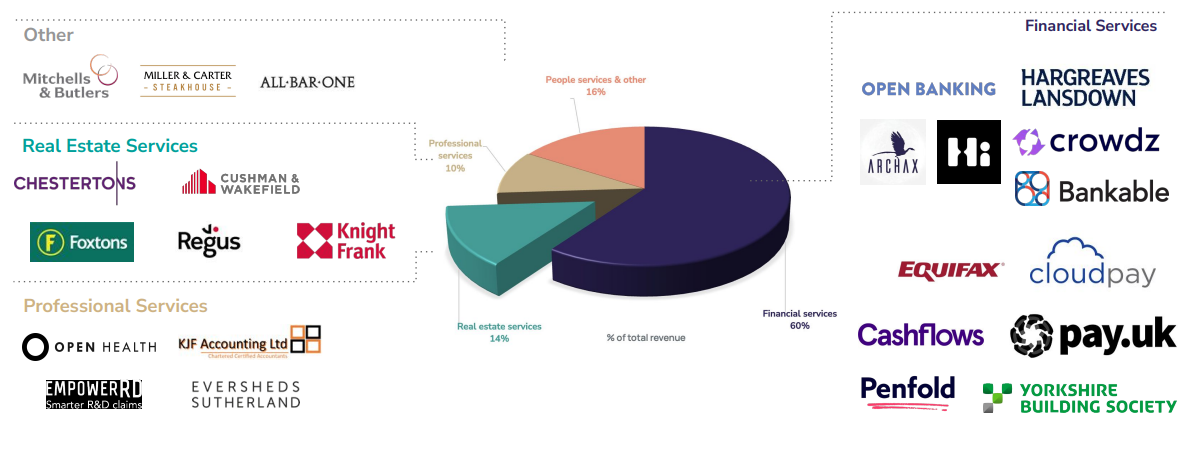 Other
Mitchells
& Butlers
MILLER & CARTER
– STEAKHOUSE –
ALL·BAR·ONE
Real Estate Services
CHESTERTONS
CUSHMAN &
WAKEFIELD
F Foxtons
Regus
Knight
Frank
Professional Services
OPEN HEALTH
KJF Accounting Ltd
Chartered Certified Accountants
EMPOWERRD
Smarter R&D claims
EVERSHEDS
SUTHERLAND
People services & other
16%
Professional
services
10%
Real estate services
14%
Financial services
60%
% of total revenue
Financial Services
OPEN BANKING
HARGREAVES
LANSDOWN
ARCHAX
Hi
crowdz
Bankable
EQUIFAX®
cloudpay
Cashflows
pay.uk
Penfold
YORKSHIRE
BUILDING SOCIETY